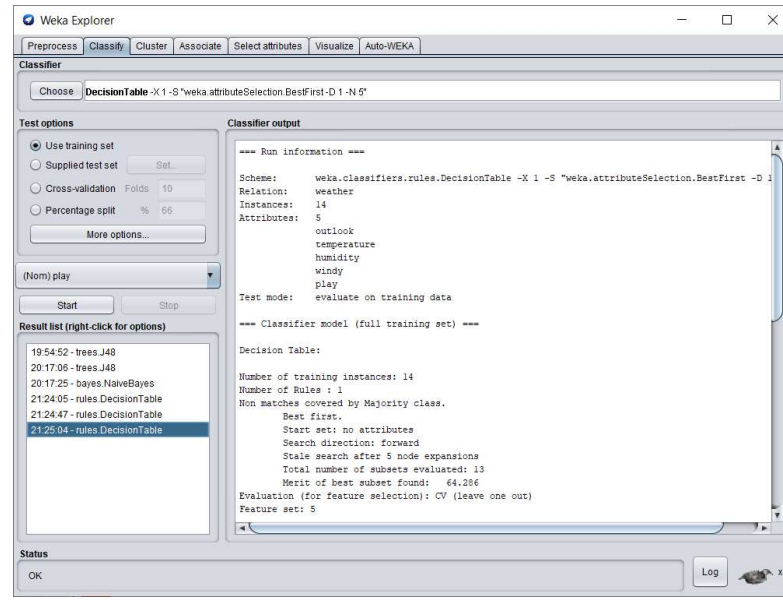 Weka Explorer
Preprocess Classify Cluster Associate Select attributes Visualize Auto-WEKA
Classifier
Choose DecisionTable -X 1 -S "weka.attributeSelection.BestFirst -D 1 -N 5"
Test options
Use training set
Supplied test set Set...
Cross-validation Folds 10
Percentage split % 66
More options...
(Nom) play
Start Stop
Result list (right-click for options)
19:54:52 - trees.J48
20:17:06 - trees.J48
20:17:25 - bayes.NaiveBayes
21:24:05 - rules.DecisionTable
21:24:47 - rules.DecisionTable
21:25:04 - rules.DecisionTable
Classifier output
=== Run information ===
Scheme: weka.classifiers.rules.DecisionTable -X 1 -S "weka.attributeSelection.BestFirst -D 1
Relation: weather
Instances: 14
Attributes: 5
outlook
temperature
humidity
windy
play
Test mode: evaluate on training data
=== Classifier model (full training set) ===
Decision Table:
Number of training instances: 14
Number of Rules : 1
Non matches covered by Majority class.
Best first.
Start set: no attributes
Search direction: forward
Stale search after 5 node expansions
Total number of subsets evaluated: 13
Merit of best subset found: 64.286
Evaluation (for feature selection): CV (leave one out)
Feature set: 5
Status
OK
Log
x